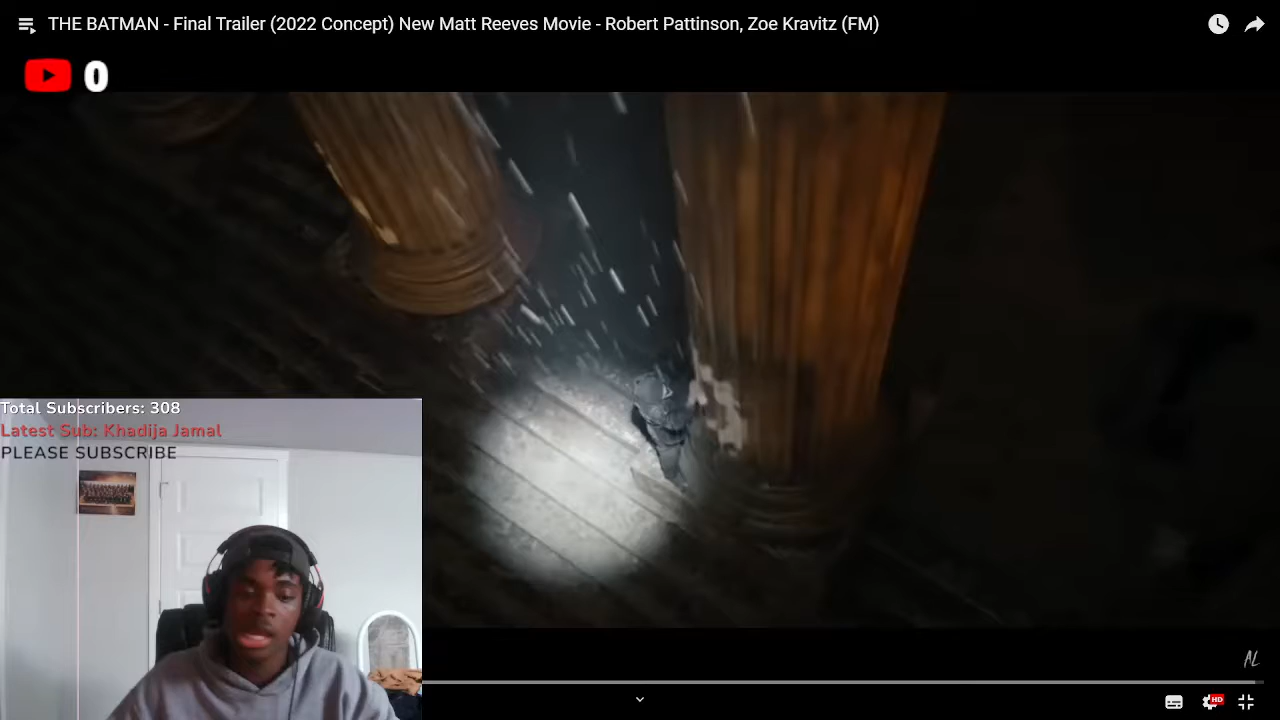 THE BATMAN - Final Trailer (2022 Concept) New Matt Reeves Movie - Robert Pattinson, Zoe Kravitz (FM)
0
Total Subscribers: 308
Latest Sub: Khadija Jamal
PLEASE SUBSCRIBE
AL
HD